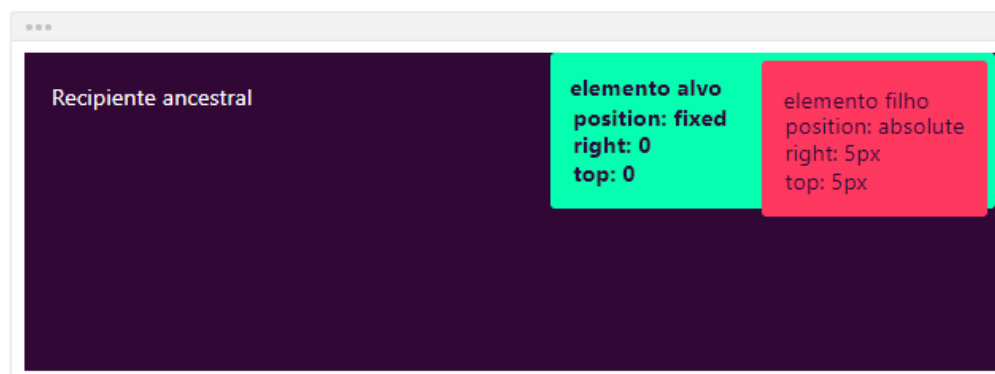 Recipiente ancestral
elemento alvo
position: fixed
right: 0
top: 0
elemento filho
position: absolute
right: 5px
top: 5px